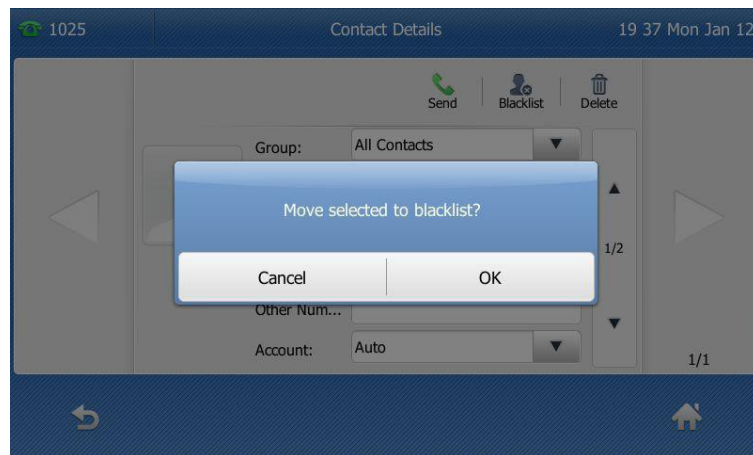 1025 Contact Details 19 37 Mon Jan 12
Send Blacklist Delete
Group: All Contacts
Move selected to blacklist?
1/2
Cancel OK
Other Num...
Account: Auto
1/1